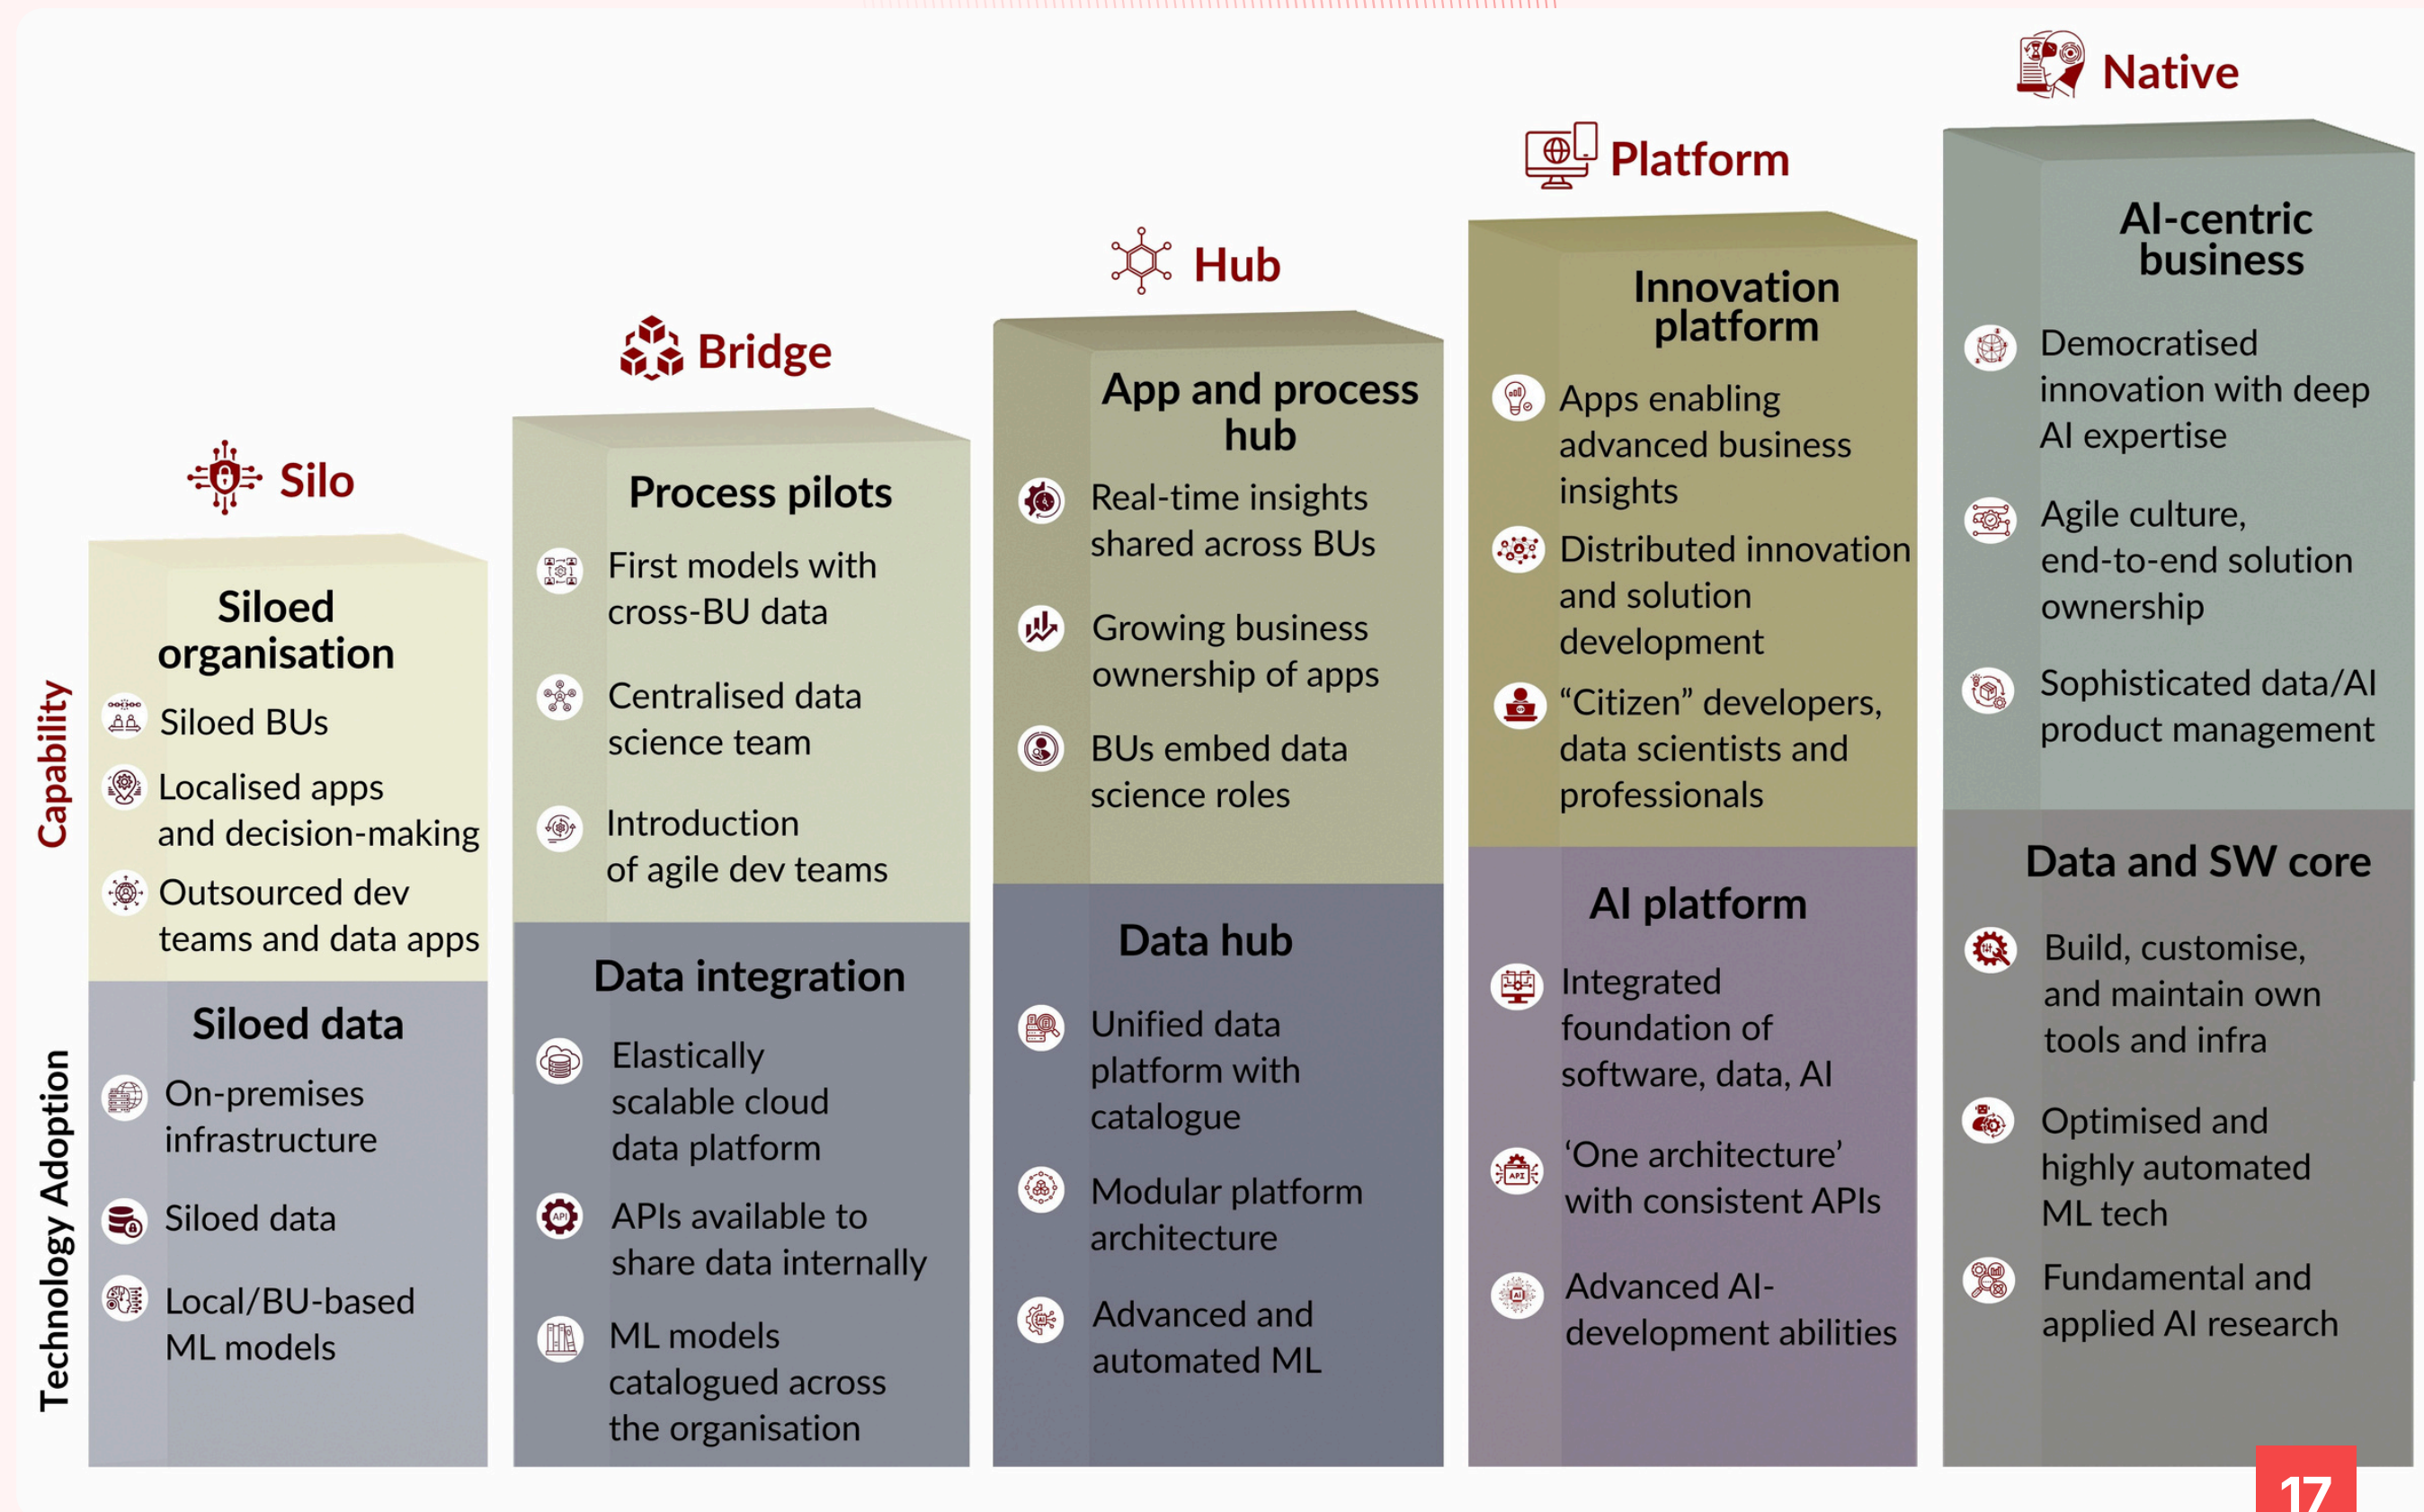 Capability
Technology Adoption
Silo
Siloed
organisation
Siloed BUs
Localised apps
and decision-making
Outsourced dev
teams and data apps
Siloed data
On-premises
infrastructure
Siloed data
Local/BU-based
ML models
Bridge
Process pilots
First models with
cross-BU data
Centralised data
science team
Introduction
of agile dev teams
Data integration
Elastically
scalable cloud
data platform
API
APIs available to
share data internally
ML models
catalogued across
the organisation
Hub
App and process
hub
Real-time insights
shared across BUs
Growing business
ownership of apps
BUs embed data
science roles
Data hub
Unified data
platform with
catalogue
Modular platform
architecture
AI
Advanced and
automated ML
Platform
Innovation
platform
Apps enabling
advanced business
insights
Distributed innovation
and solution
development
“Citizen” developers,
data scientists and
professionals
AI platform
Integrated
foundation of
software, data, AI
API
‘One architecture’
with consistent APIs
Ai
Advanced AI-
development abilities
Native
AI-centric
business
Democratised
innovation with deep
AI expertise
Agile culture,
end-to-end solution
ownership
Sophisticated data/AI
product management
Data and SW core
Build, customise,
and maintain own
tools and infra
Optimised and
highly automated
ML tech
Fundamental and
applied AI research
17